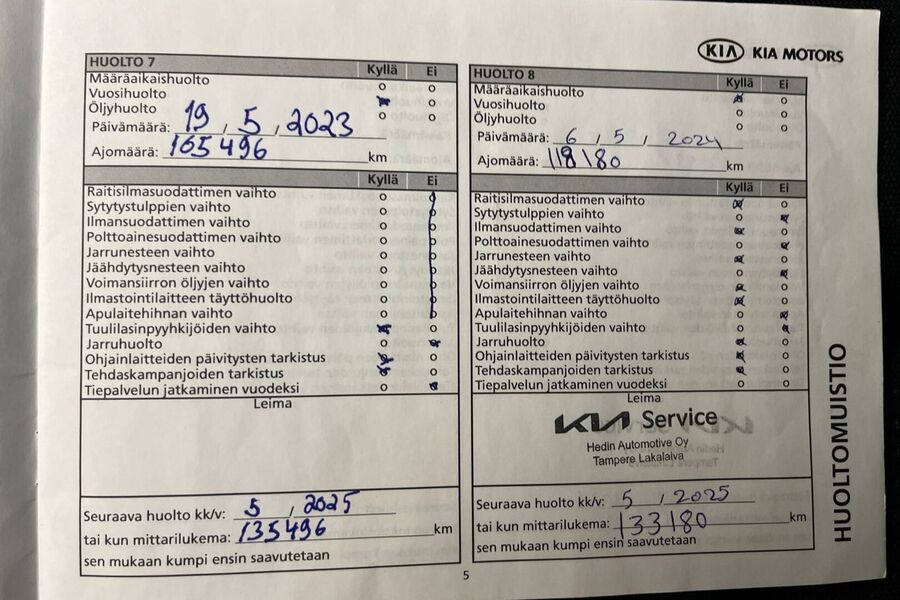 KIA KIA MOTORS
HUOLTO 7 Kyllä Ei
Määräaikaishuolto
Vuosihuolto
Öljyhuolto
Päivämäärä: 19 , 5 , 2023
Ajomäärä: 105496 km
Kyllä Ei
Raitisilmasuodattimen vaihto
Sytytystulppien vaihto
Ilmansuodattimen vaihto
Polttoainesuodattimen vaihto
Jarrunesteen vaihto
Jäähdytysnesteen vaihto
Voimansiirron öljyjen vaihto
Ilmastointilaitteen täyttöhuolto
Apulaitehihnan vaihto
Tuulilasinpyyhkijöiden vaihto
Jarruhuolto
Ohjainlaitteiden päivitysten tarkistus
Tehdaskampanjoiden tarkistus
Tiepalvelun jatkaminen vuodeksi
Leima
Seuraava huolto kk/v: 5 , 2025
tai kun mittarilukema: 135496 km
sen mukaan kumpi ensin saavutetaan
HUOLTO 8 Kyllä Ei
Määräaikaishuolto
Vuosihuolto
Öljyhuolto
Päivämäärä: 6 , 5 , 2024
Ajomäärä: 118180 km
Kyllä Ei
Raitisilmasuodattimen vaihto
Sytytystulppien vaihto
Ilmansuodattimen vaihto
Polttoainesuodattimen vaihto
Jarrunesteen vaihto
Jäähdytysnesteen vaihto
Voimansiirron öljyjen vaihto
Ilmastointilaitteen täyttöhuolto
Apulaitehihnan vaihto
Tuulilasinpyyhkijöiden vaihto
Jarruhuolto
Ohjainlaitteiden päivitysten tarkistus
Tehdaskampanjoiden tarkistus
Tiepalvelun jatkaminen vuodeksi
Leima
KIA Service
Hedin Automotive Oy
Tampere Lakalaiva
Seuraava huolto kk/v: 5 , 2025
tai kun mittarilukema: 133180 km
sen mukaan kumpi ensin saavutetaan
HUOLTOMUISTIO
5